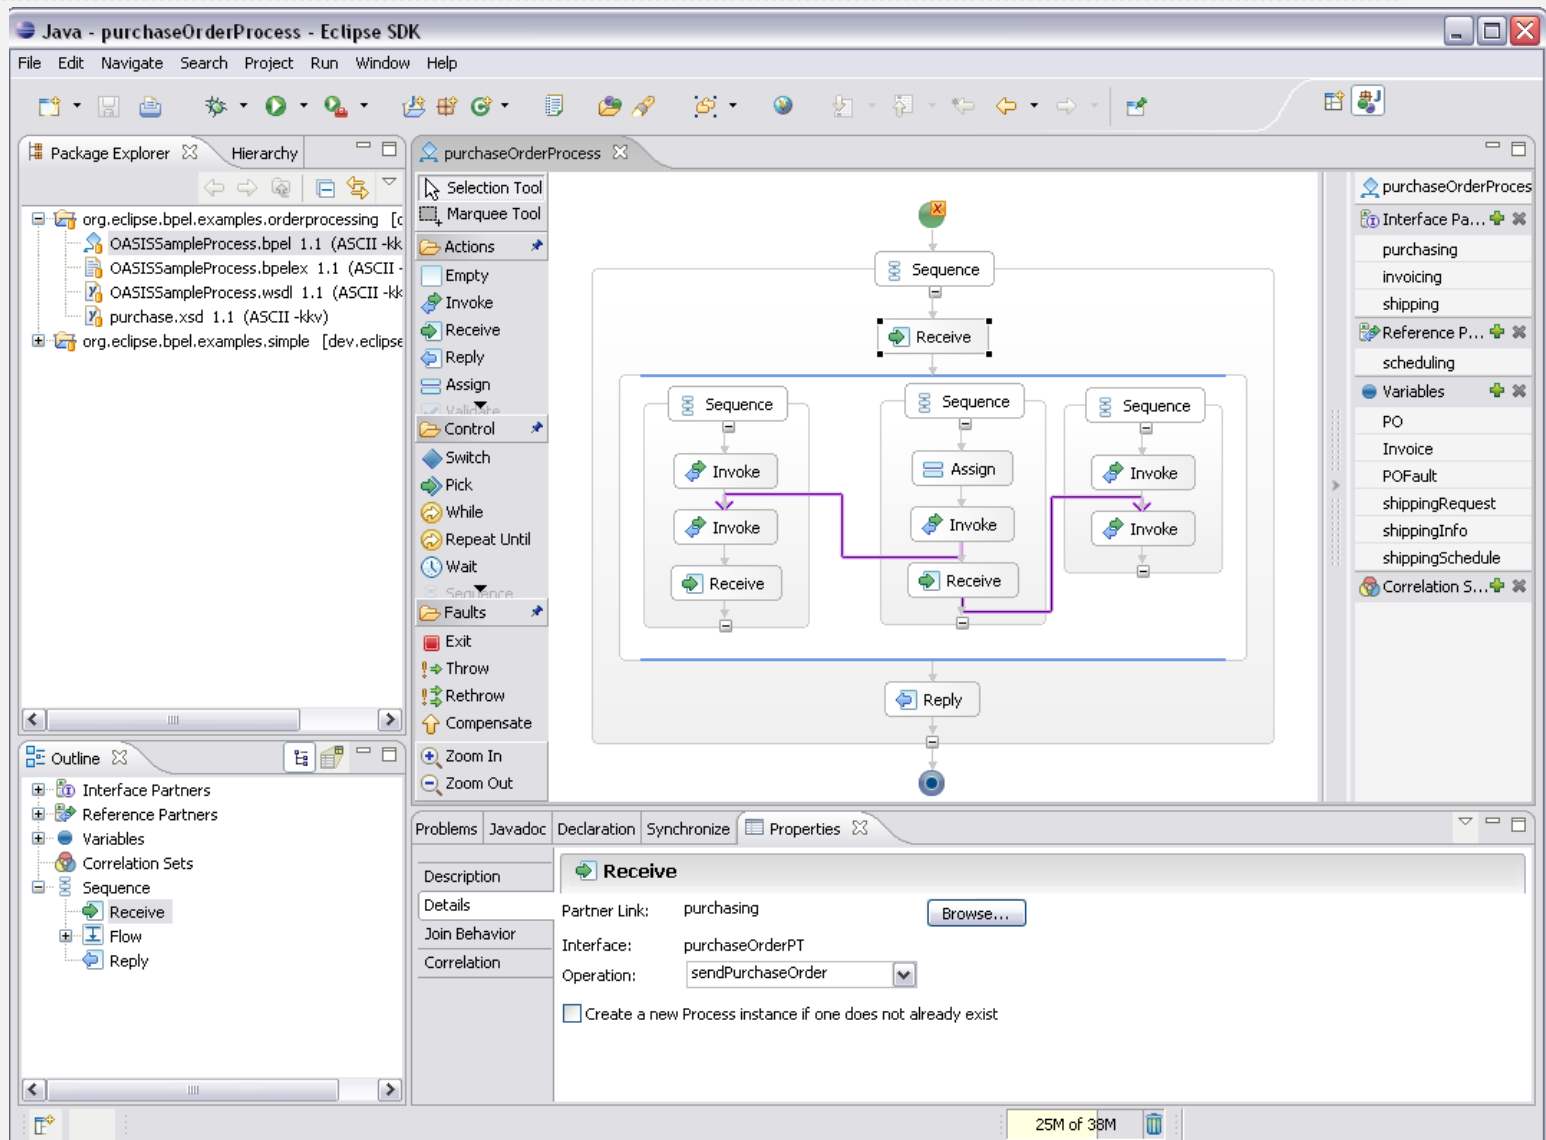 Java - purchaseOrderProcess - Eclipse SDK
File Edit Navigate Search Project Run Window Help
Package Explorer Hierarchy
org.eclipse.bpel.examples.orderprocessing [c
OASISSampleProcess.bpel 1.1 (ASCII -kk
OASISSampleProcess.bpelex 1.1 (ASCII -
OASISSampleProcess.wsdl 1.1 (ASCII -kk
purchase.xsd 1.1 (ASCII -kkv)
org.eclipse.bpel.examples.simple [dev.eclipse
Outline
Interface Partners
Reference Partners
Variables
Correlation Sets
Sequence
Receive
Flow
Reply
purchaseOrderProcess
Selection Tool
Marquee Tool
Actions
Empty
Invoke
Receive
Reply
Assign
Validate
Control
Switch
Pick
While
Repeat Until
Wait
Sequence
Faults
Exit
Throw
Rethrow
Compensate
Zoom In
Zoom Out
Sequence
Receive
Sequence Sequence Sequence
Invoke Assign Invoke
Invoke Invoke Invoke
Receive Receive
Reply
purchaseOrderProces
Interface Pa...
purchasing
invoicing
shipping
Reference P...
scheduling
Variables
PO
Invoice
POFault
shippingRequest
shippingInfo
shippingSchedule
Correlation S...
Problems Javadoc Declaration Synchronize Properties
Description
Details
Join Behavior
Correlation
Receive
Partner Link: purchasing Browse...
Interface: purchaseOrderPT
Operation: sendPurchaseOrder
Create a new Process instance if one does not already exist
25M of 38M